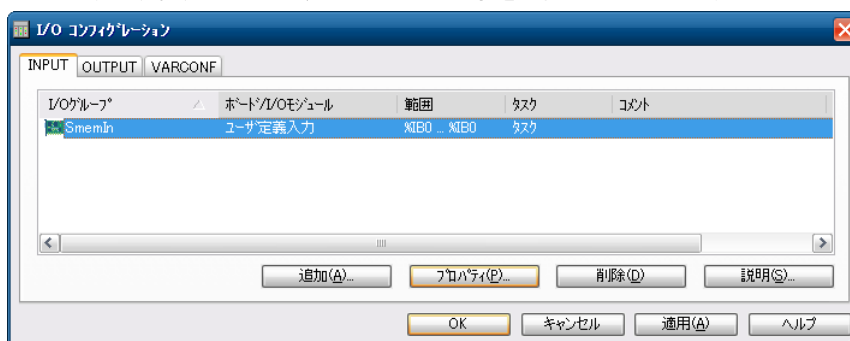 I/O ｺﾝﾌｨｸﾞﾚｰｼｮﾝ
INPUT OUTPUT VARCONF
I/Oｸﾞﾙｰﾌﾟ ﾎﾞｰﾄﾞ/I/Oﾓｼﾞｭｰﾙ 範囲 ﾀｽｸ ｺﾒﾝﾄ
SmemIn ユーザ定義入力 %IB0 ... %IB0 ﾀｽｸ
追加(A)... ﾌﾟﾛﾊﾟﾃｨ(P)... 削除(D) 説明(S)...
OK キャンセル 適用(A) ヘルプ